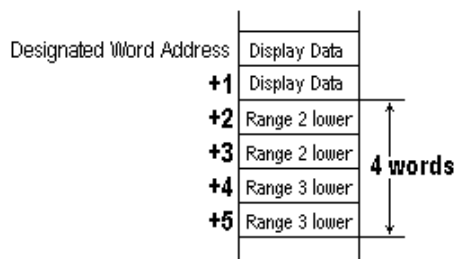 Designated Word Address Display Data
+1 Display Data
+2 Range 2 lower
+3 Range 2 lower
4 words
+4 Range 3 lower
+5 Range 3 lower